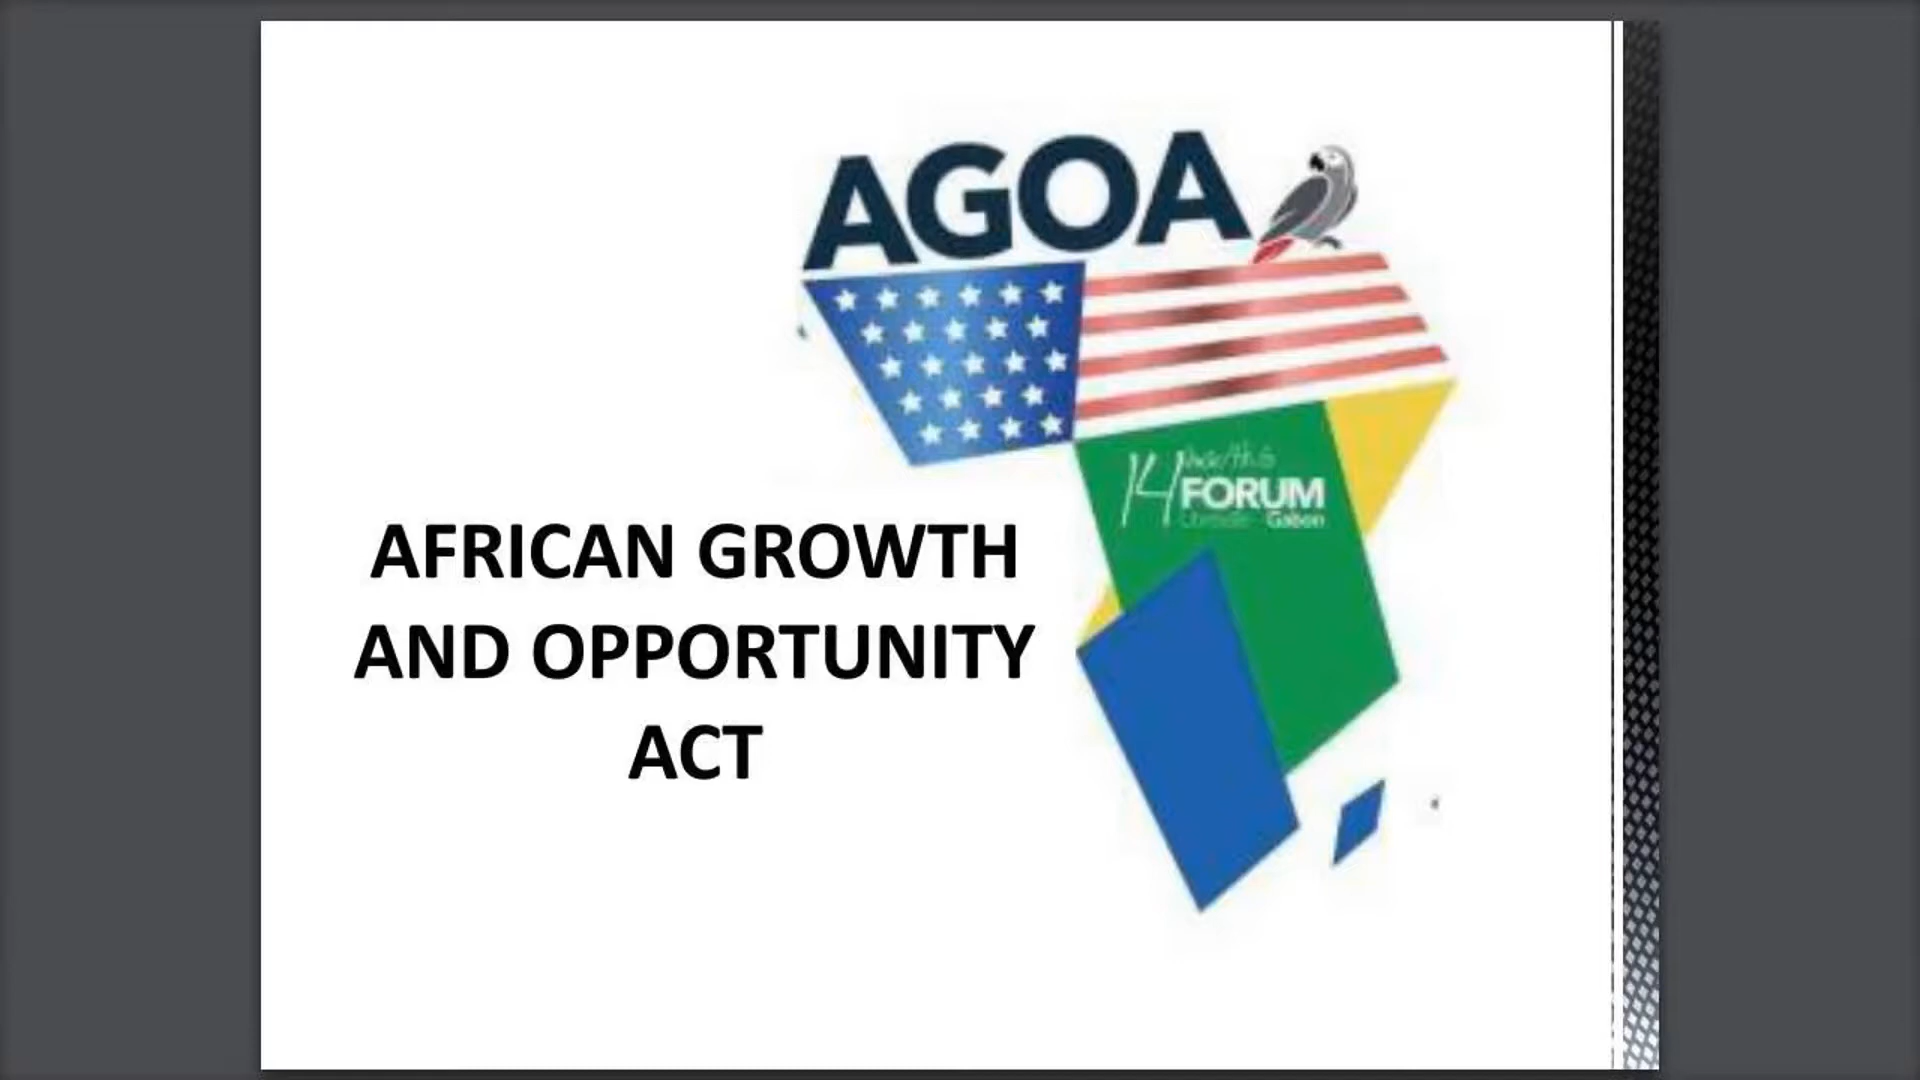 AGOA
14
FORUM
Gabon
AFRICAN GROWTH
AND OPPORTUNITY
ACT